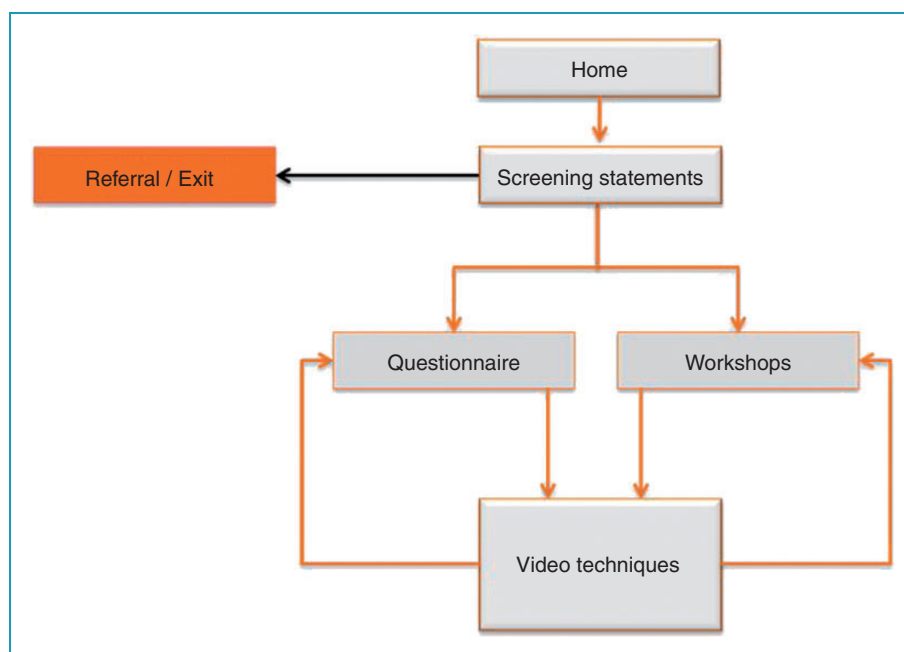 Home
Referral / Exit
Screening statements
Questionnaire
Workshops
Video techniques